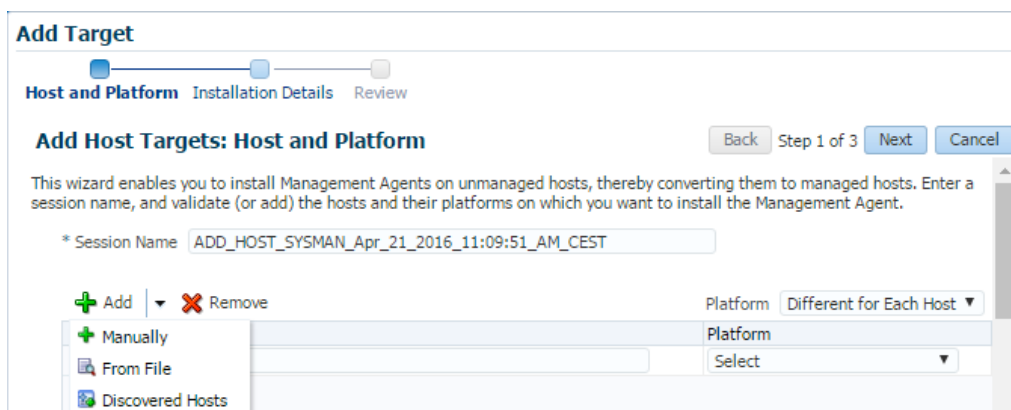 Add Target
Host and Platform Installation Details Review
Add Host Targets: Host and Platform
Back Step 1 of 3 Next Cancel
This wizard enables you to install Management Agents on unmanaged hosts, thereby converting them to managed hosts. Enter a
session name, and validate (or add) the hosts and their platforms on which you want to install the Management Agent.
* Session Name ADD_HOST_SYSMAN_Apr_21_2016_11:09:51_AM_CEST
Add Remove Platform Different for Each Host
Platform
Manually
Select
From File
Discovered Hosts